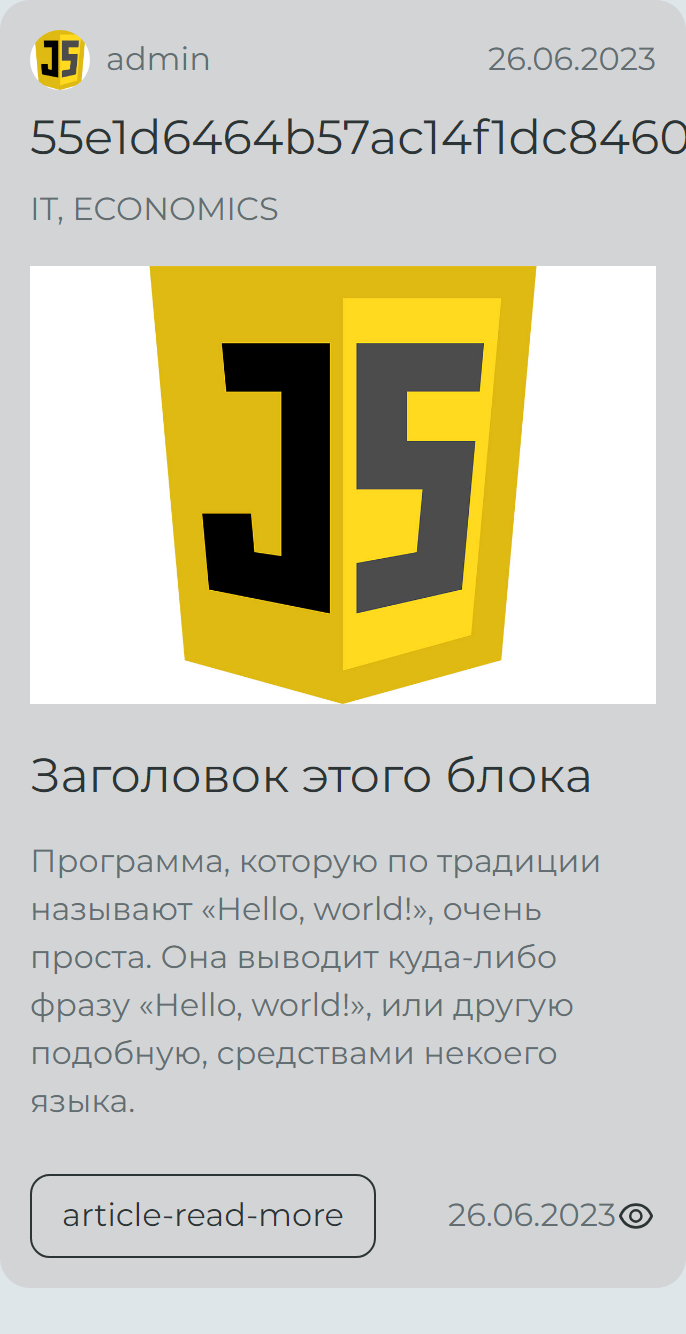 JS admin 26.06.2023
55e1d6464b57ac14f1dc8460
IT, ECONOMICS
JS
Заголовок этого блока
Программа, которую по традиции
называют «Hello, world!», очень
проста. Она выводит куда-либо
фразу «Hello, world!», или другую
подобную, средствами некоего
языка.
article-read-more 26.06.2023